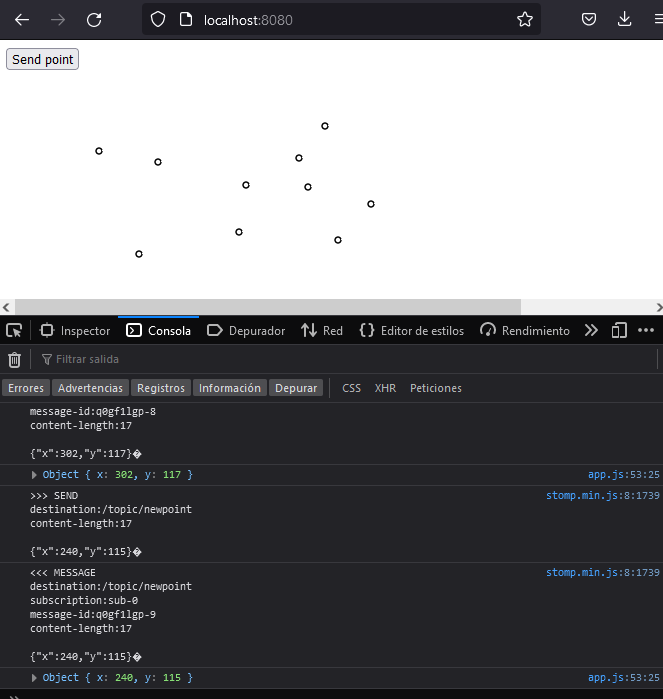 localhost:8080
Send point
Inspector Consola Depurador Red Editor de estilos Rendimiento
Filtrar salida
Errores Advertencias Registros Información Depurar CSS XHR Peticiones
message-id:q0gf1lgp-8
content-length:17
{"x":302,"y":117}�
Object { x: 302, y: 117 } app.js:53:25
>>> SEND stomp.min.js:8:1739
destination:/topic/newpoint
content-length:17
{"x":240,"y":115}�
<<< MESSAGE stomp.min.js:8:1739
destination:/topic/newpoint
subscription:sub-0
message-id:q0gf1lgp-9
content-length:17
{"x":240,"y":115}�
Object { x: 240, y: 115 } app.js:53:25